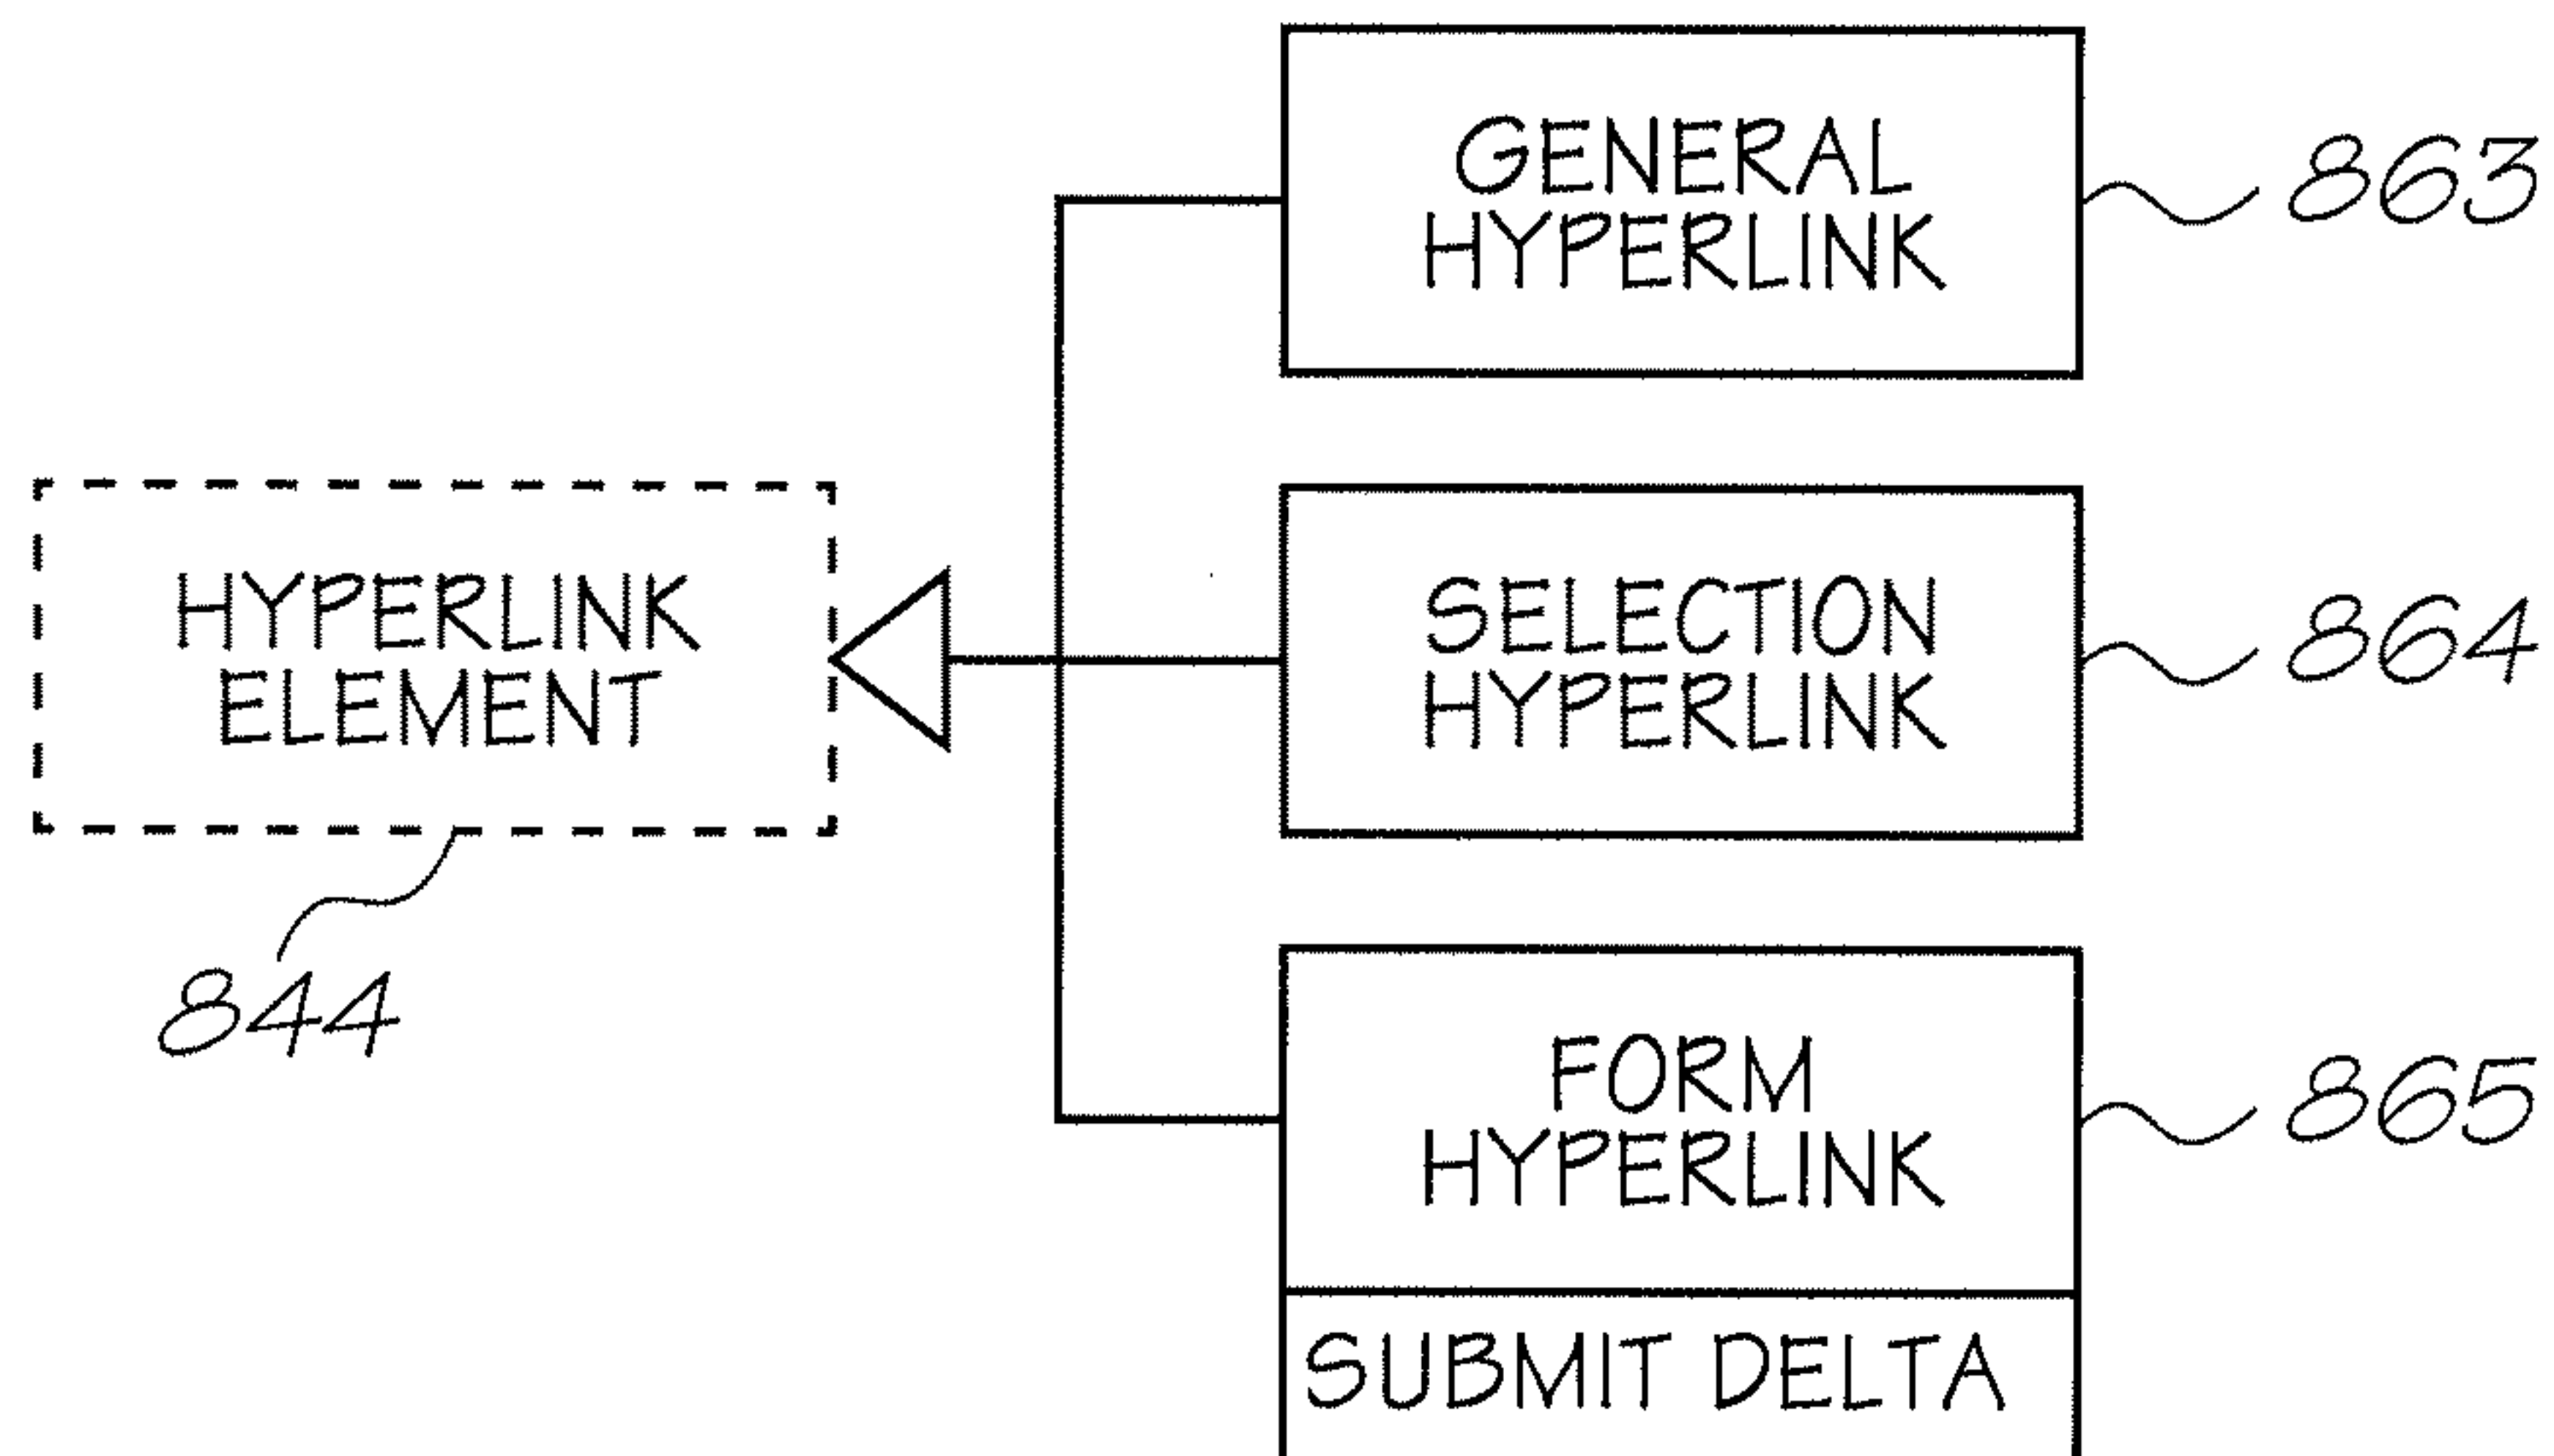 GENERAL
HYPERLINK
863
HYPERLINK
ELEMENT
844
SELECTION
HYPERLINK
864
FORM
HYPERLINK
865
SUBMIT DELTA